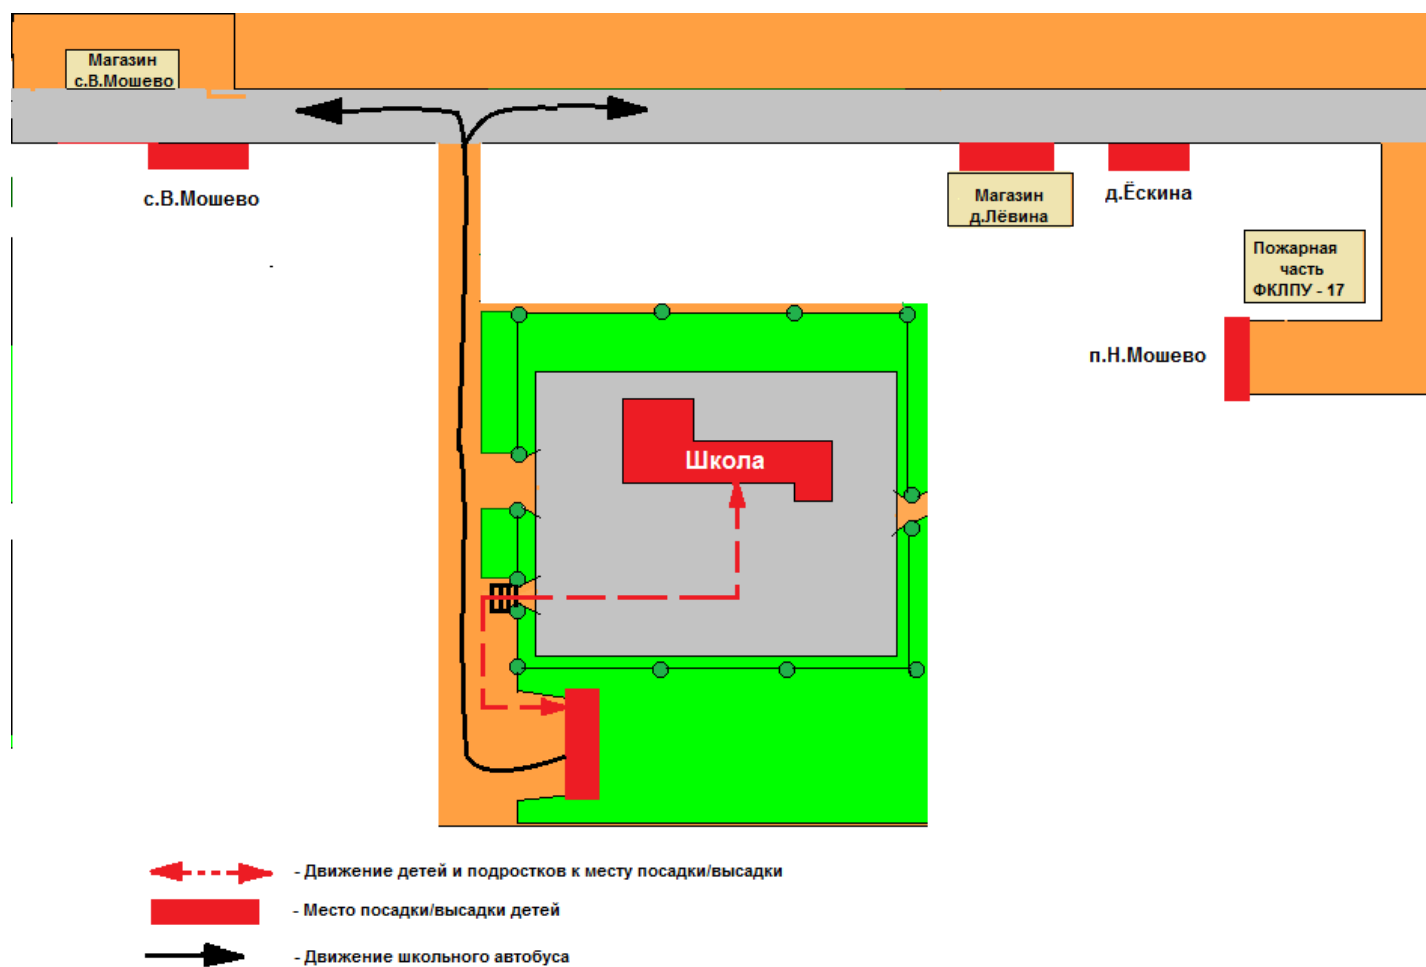 Магазин
с.В.Мошево
с.В.Мошево
Магазин
д.Лёвина
д.Ёскина
Пожарная
часть
ФКЛПУ - 17
п.Н.Мошево
Школа
- Движение детей и подростков к месту посадки/высадки
- Место посадки/высадки детей
- Движение школьного автобуса